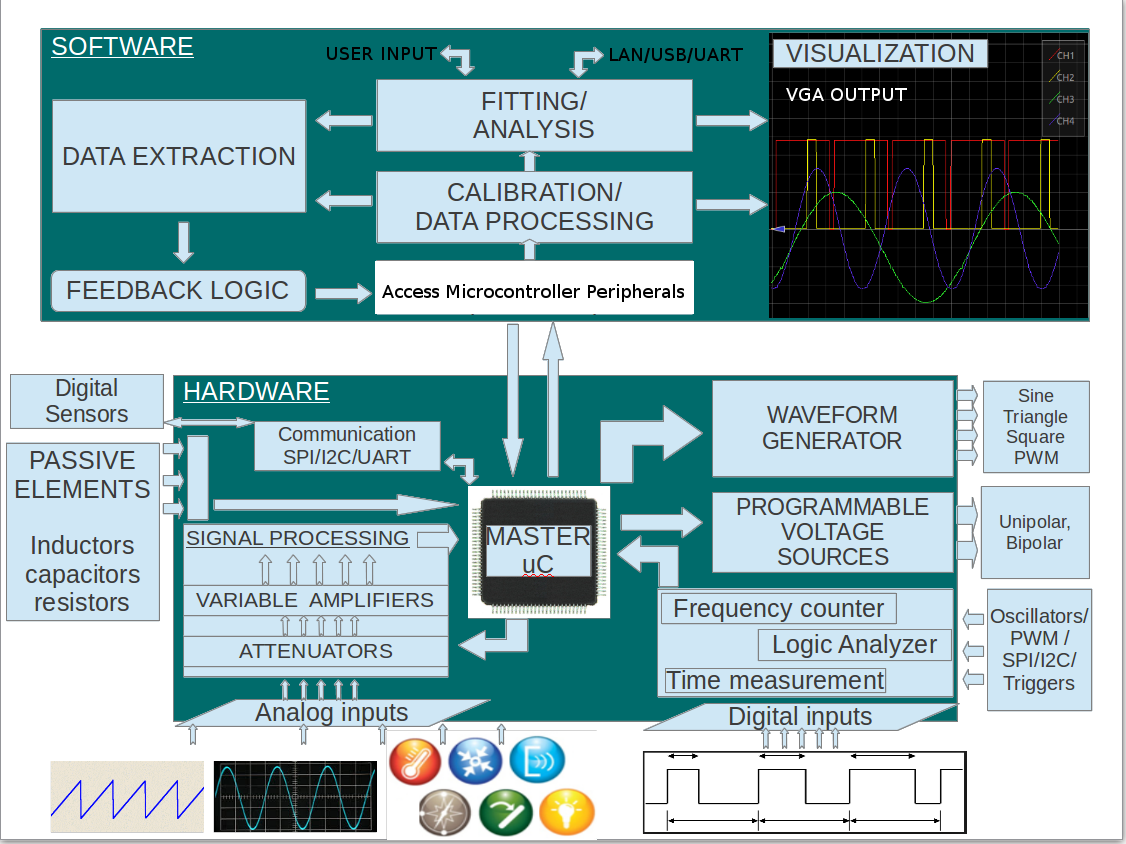 SOFTWARE
USER INPUT
LAN/USB/UART
VISUALIZATION
VGA OUTPUT
CH1
CH2
CH3
CH4
FITTING/
ANALYSIS
DATA EXTRACTION
CALIBRATION/
DATA PROCESSING
FEEDBACK LOGIC
Access Microcontroller Peripherals
HARDWARE
Digital
Sensors
Communication
SPI/I2C/UART
PASSIVE
ELEMENTS
Inductors
capacitors
resistors
SIGNAL PROCESSING
VARIABLE AMPLIFIERS
ATTENUATORS
Analog inputs
MASTER
uC
WAVEFORM
GENERATOR
Sine
Triangle
Square
PWM
PROGRAMMABLE
VOLTAGE
SOURCES
Unipolar,
Bipolar
Frequency counter
Logic Analyzer
Time measurement
Oscillators/
PWM /
SPI/I2C/
Triggers
Digital inputs